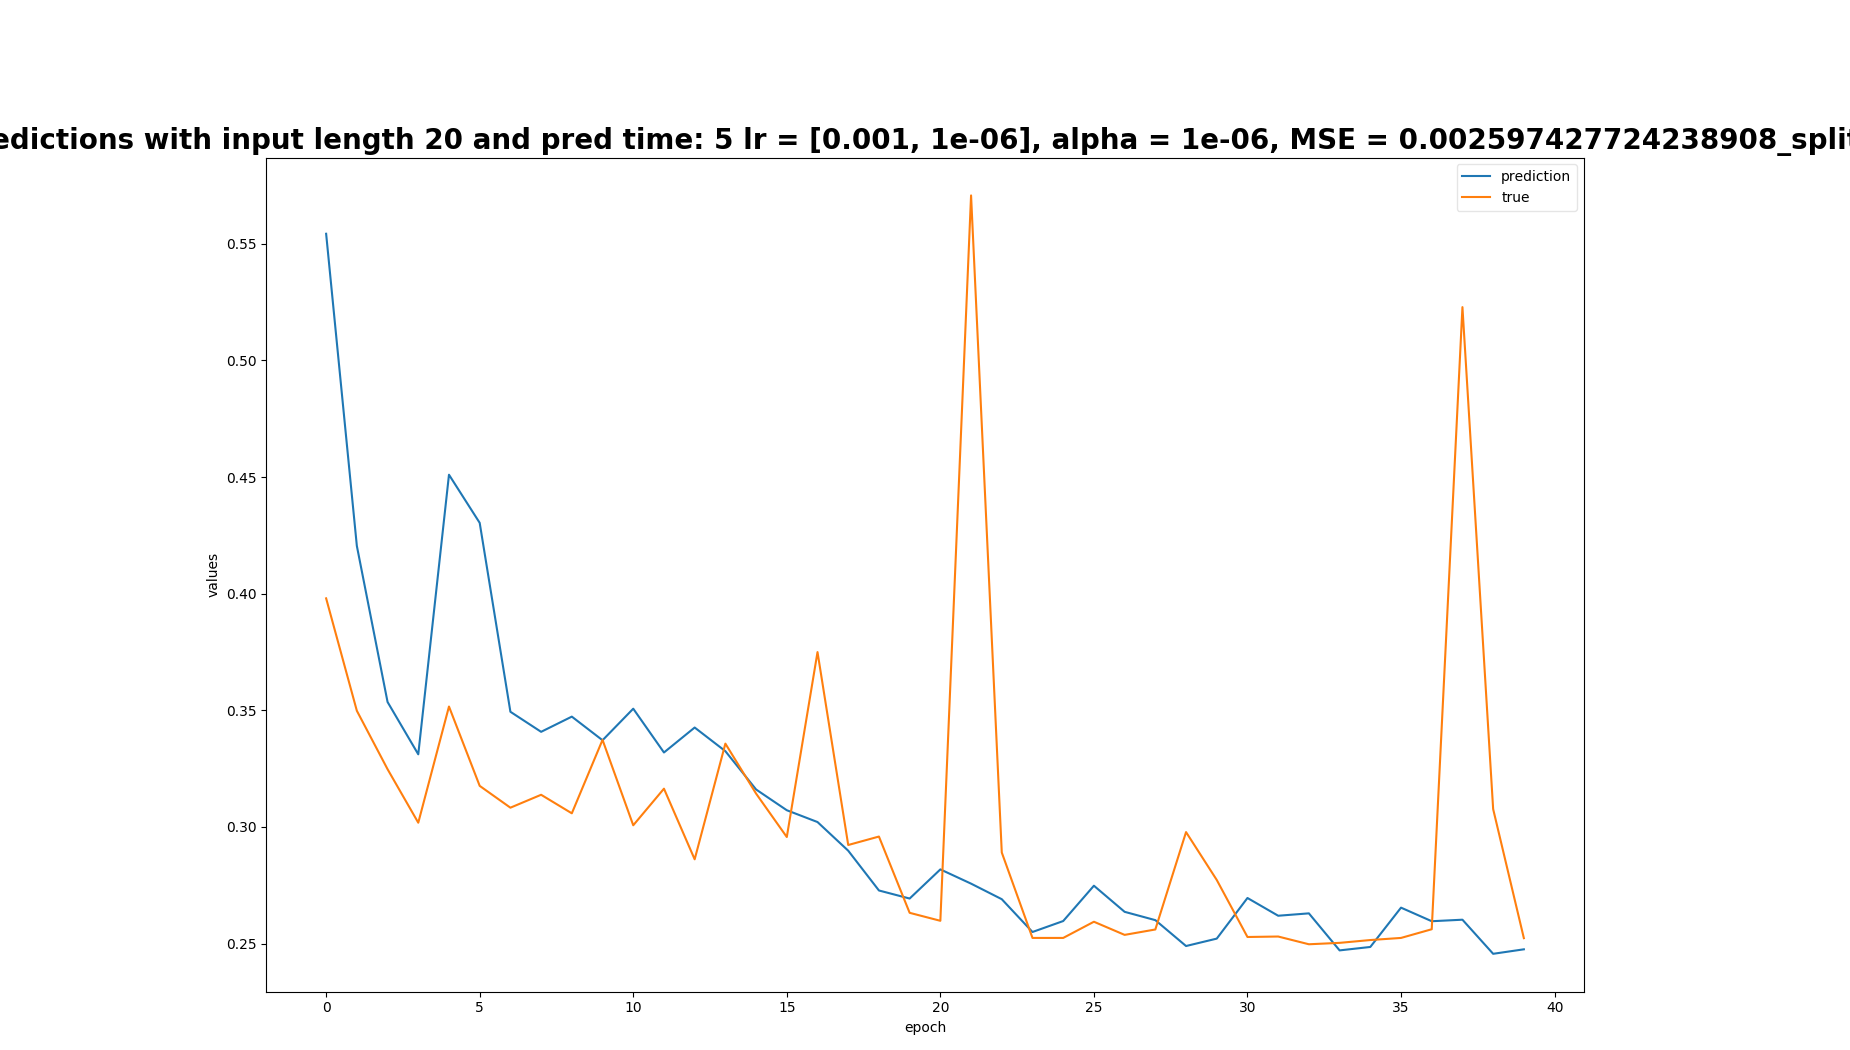 edictions with input length 20 and pred time: 5 lr = [0.001, 1e-06], alpha = 1e-06, MSE = 0.002597427724238908_split
prediction
true
0.55
0.50
0.45
0.40
0.35
0.30
0.25
values
0 5 10 15 20 25 30 35 40
epoch